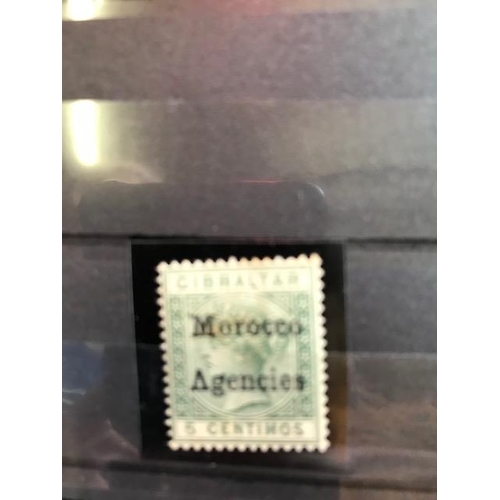 GIBRALTAR
Morocco
Agencies
5 CENTIMOS